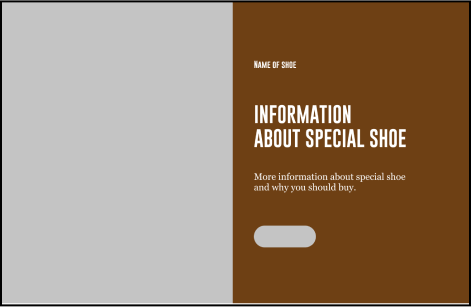 NAME OF SHOE
INFORMATION
ABOUT SPECIAL SHOE
More information about special shoe
and why you should buy.